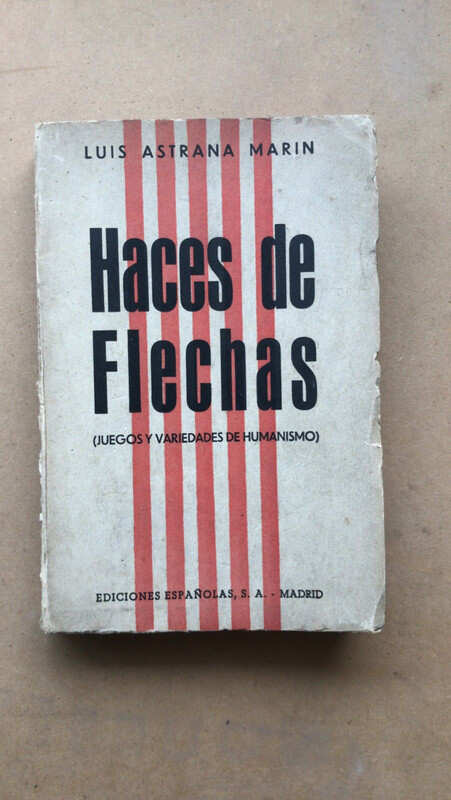 LUIS ASTRANA MARIN
Haces de
Flechas
(JUEGOS Y VARIEDADES DE HUMANISMO)
EDICIONES ESPAÑOLAS, S. A. - MADRID